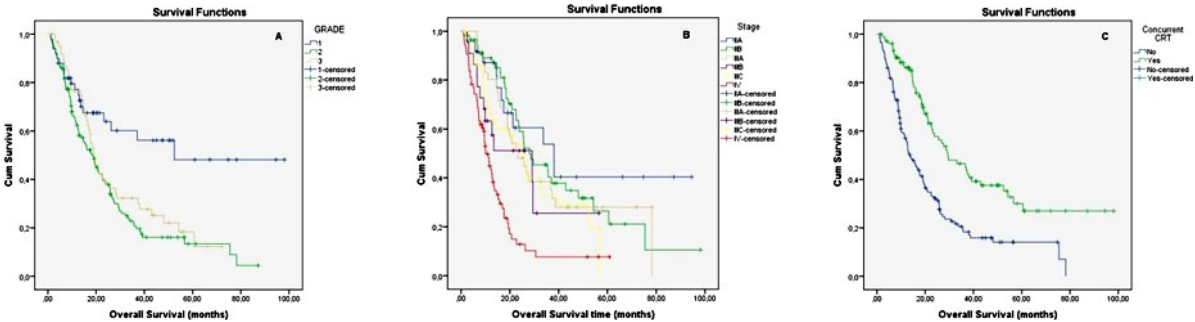 Survival Functions
A
GRADE
1
2
3
1-censored
2-censored
3-censored
Cum Survival
1,0
0,8
0,6
0,4
0,2
0,0
,00 20,00 40,00 60,00 80,00 100,00
Overall Survival (months)
Survival Functions
B
Stage
IIA
IIB
IIIA
IIIB
IIIC
IV
IIA-censored
IIB-censored
IIIA-censored
IIIB-censored
IIIC-censored
IV-censored
Cum Survival
1,0
0,8
0,6
0,4
0,2
0,0
,00 20,00 40,00 60,00 80,00 100,00
Overall Survival time (months)
Survival Functions
C
Concurrent
CRT
No
Yes
No-censored
Yes-censored
Cum Survival
1,0
0,8
0,6
0,4
0,2
0,0
,00 20,00 40,00 60,00 80,00 100,00
Overall Survival (months)